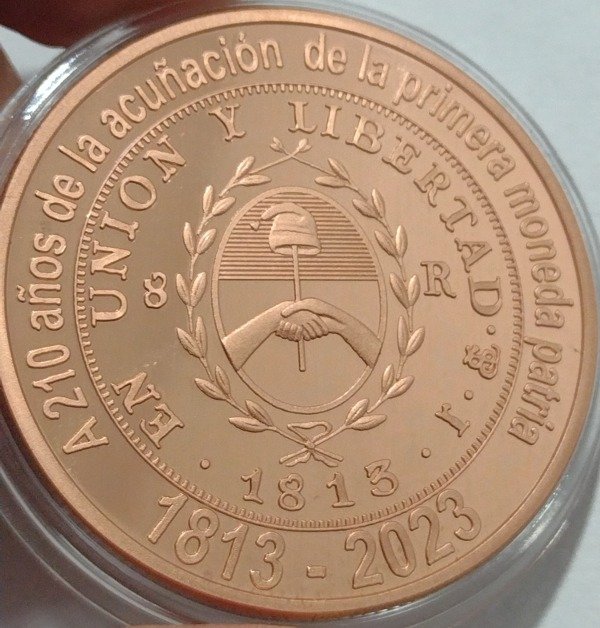 A 210 años de la acuñación de la primera moneda patria
EN UNION Y LIBERTAD · J ·
8 R
· 1813 ·
1813 - 2023